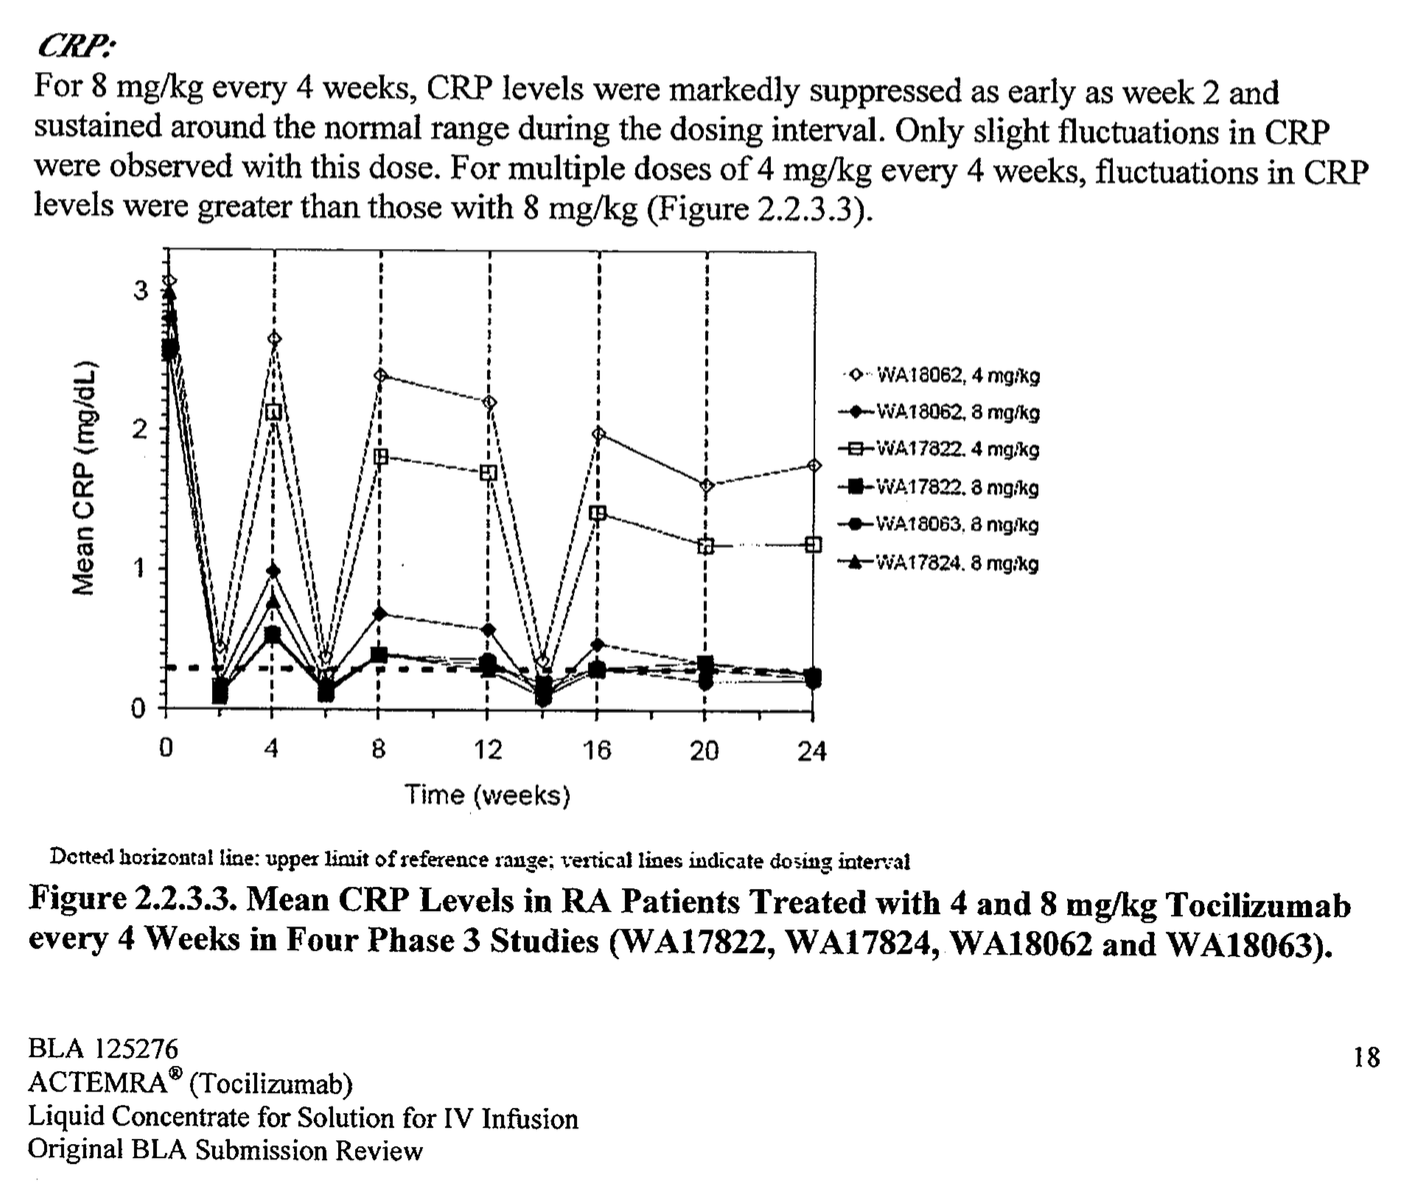 CRP:
For 8 mg/kg every 4 weeks, CRP levels were markedly suppressed as early as week 2 and
sustained around the normal range during the dosing interval. Only slight fluctuations in CRP
were observed with this dose. For multiple doses of 4 mg/kg every 4 weeks, fluctuations in CRP
levels were greater than those with 8 mg/kg (Figure 2.2.3.3).
3
2
1
0
Mean CRP (mg/dL)
0 4 8 12 16 20 24
Time (weeks)
WA18062, 4 mg/kg
WA18062, 8 mg/kg
WA17822. 4 mg/kg
WA17822. 8 mg/kg
WA18063, 8 mg/kg
WA17824. 8 mg/kg
Dotted horizontal line: upper limit of reference range; vertical lines indicate dosing interval
Figure 2.2.3.3. Mean CRP Levels in RA Patients Treated with 4 and 8 mg/kg Tocilizumab
every 4 Weeks in Four Phase 3 Studies (WA17822, WA17824, WA18062 and WA18063).
BLA 125276
18
ACTEMRA® (Tocilizumab)
Liquid Concentrate for Solution for IV Infusion
Original BLA Submission Review